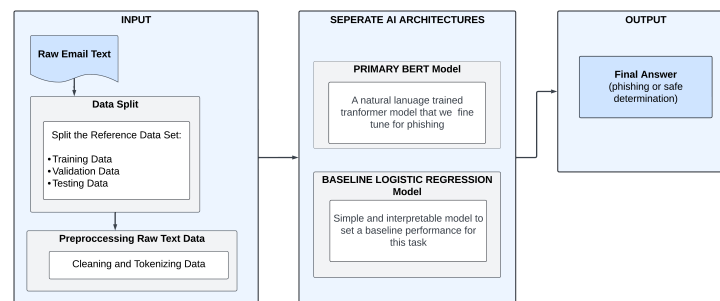 INPUT
Raw Email Text
Data Split
Split the Reference Data Set:
•Training Data
•Validation Data
•Testing Data
Preproccessing Raw Text Data
Cleaning and Tokenizing Data
SEPERATE AI ARCHITECTURES
PRIMARY BERT Model
A natural lanuage trained
tranformer model that we fine
tune for phishing
BASELINE LOGISTIC REGRESSION
Model
Simple and interpretable model to
set a baseline performance for
this task
OUTPUT
Final Answer
(phishing or safe
determination)